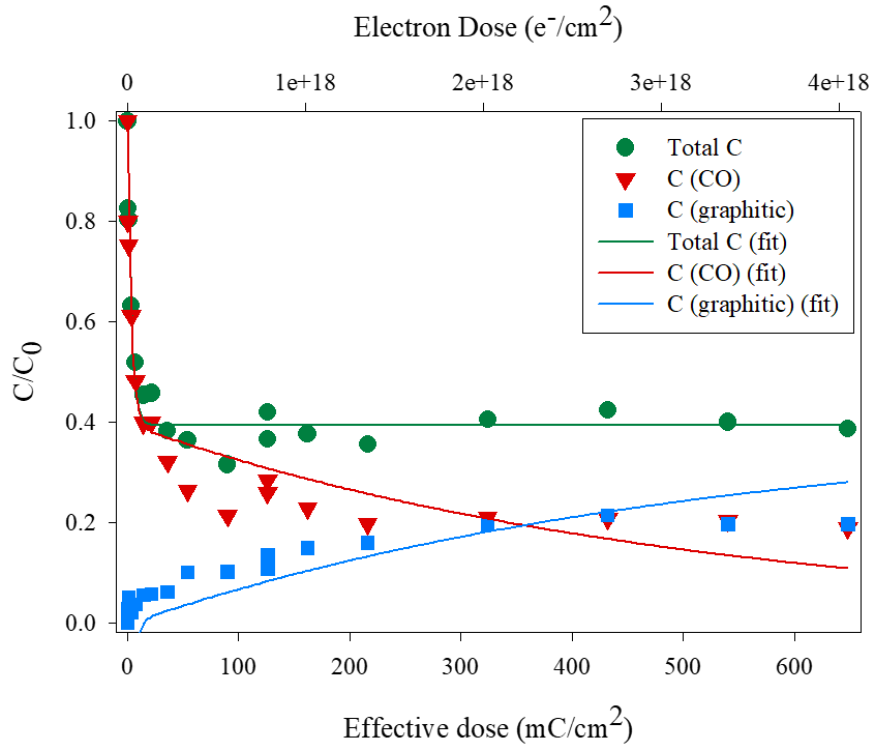 Electron Dose (e⁻/cm²)
0 1e+18 2e+18 3e+18 4e+18
1.0
0.8
0.6
0.4
0.2
0.0
C/C₀
Total C
C (CO)
C (graphitic)
Total C (fit)
C (CO) (fit)
C (graphitic) (fit)
0 100 200 300 400 500 600
Effective dose (mC/cm²)